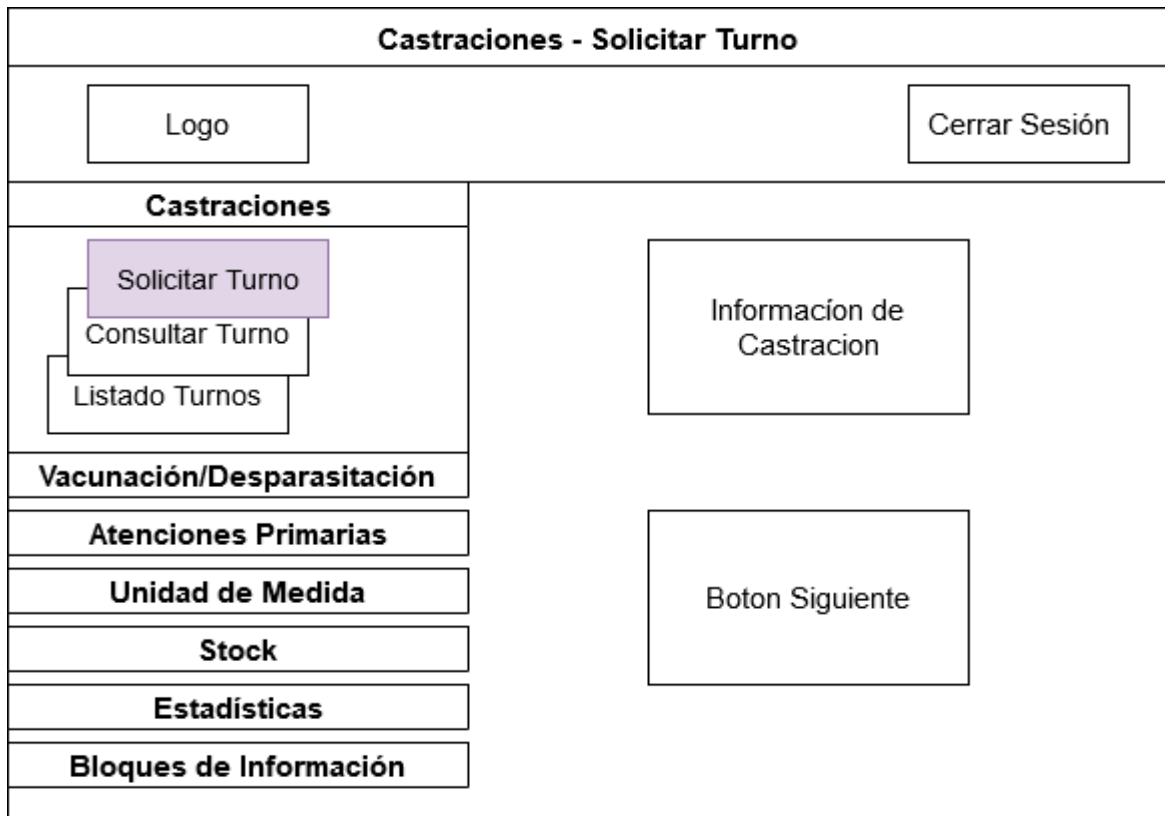 Castraciones - Solicitar Turno
Logo
Cerrar Sesión
Castraciones
Solicitar Turno
Consultar Turno
Listado Turnos
Vacunación/Desparasitación
Atenciones Primarias
Unidad de Medida
Stock
Estadísticas
Bloques de Información
Informacíon de
Castracion
Boton Siguiente